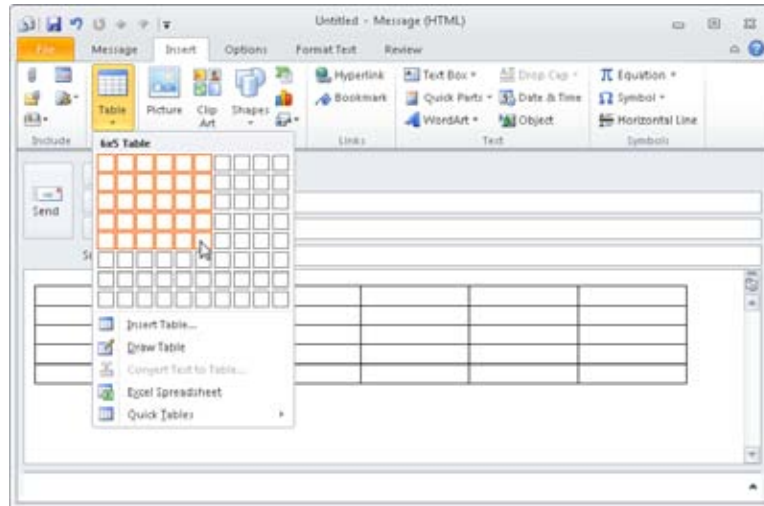 Untitled - Message (HTML)
File Message Insert Options Format Text Review
Table
Picture
Clip Art
Shapes
Hyperlink
Bookmark
Text Box
Quick Parts
WordArt
Drop Cap
Date & Time
Object
Equation
Symbol
Horizontal Line
Include
Links
Text
Symbols
6x5 Table
Send
Insert Table...
Draw Table
Convert Text to Table...
Excel Spreadsheet
Quick Tables